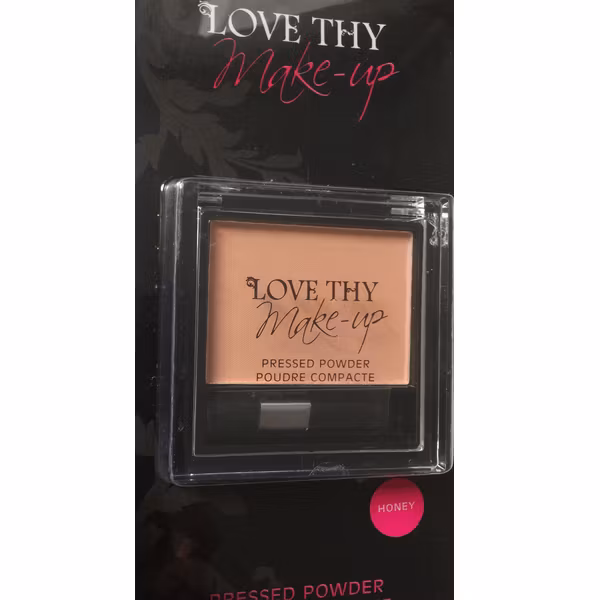 LOVE THY
Make-up
LOVE THY
Make-up
PRESSED POWDER
POUDRE COMPACTE
HONEY
PRESSED POWDER